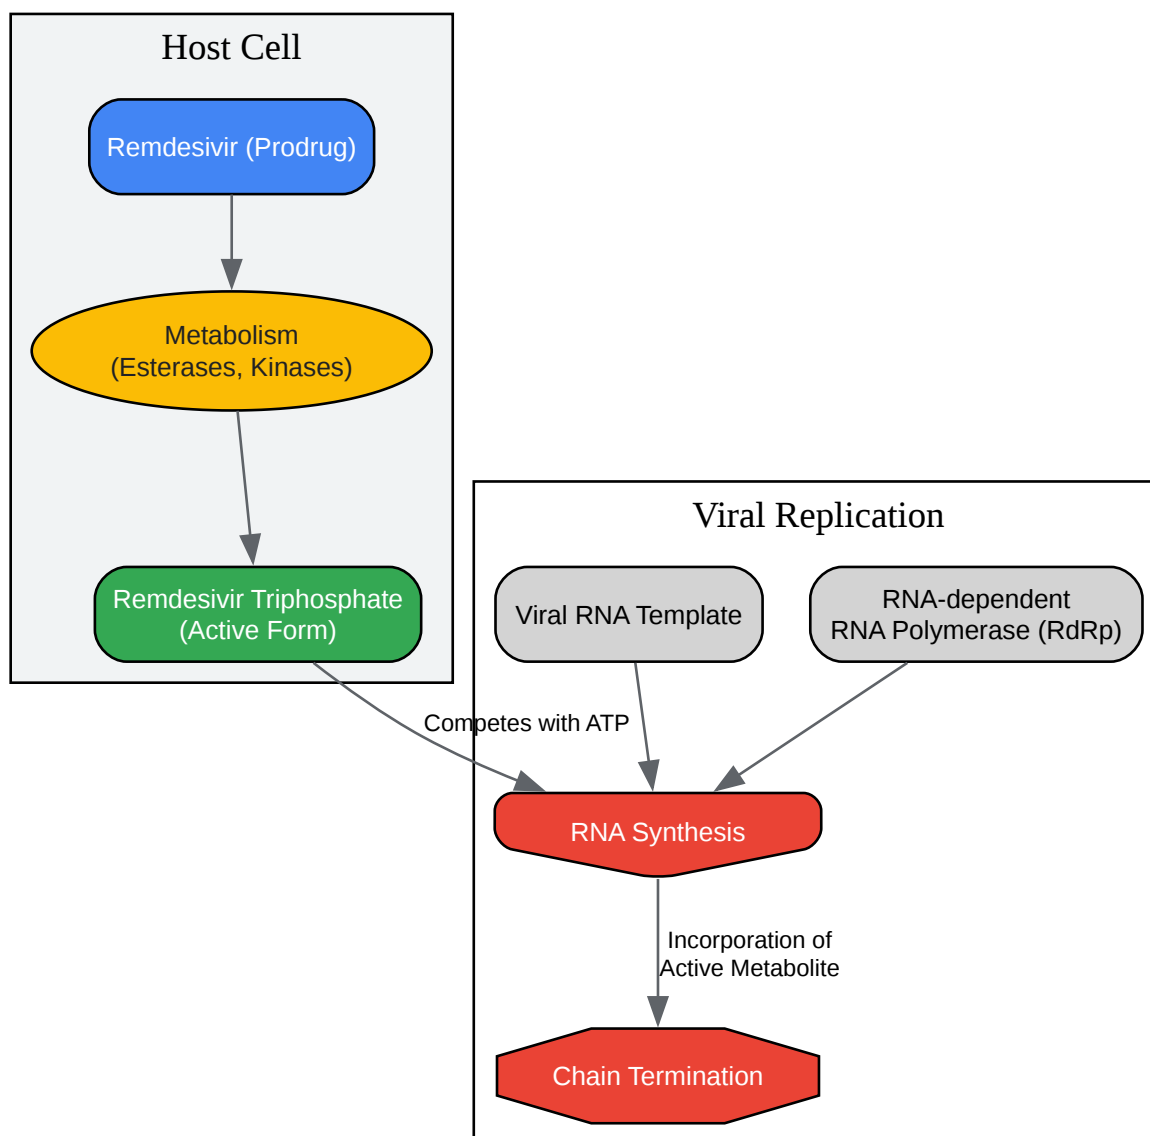 Host Cell
Remdesivir (Prodrug)
Metabolism
(Esterases, Kinases)
Remdesivir Triphosphate
(Active Form)
Viral Replication
Viral RNA Template
RNA-dependent
RNA Polymerase (RdRp)
Competes with ATP
RNA Synthesis
Incorporation of
Active Metabolite
Chain Termination